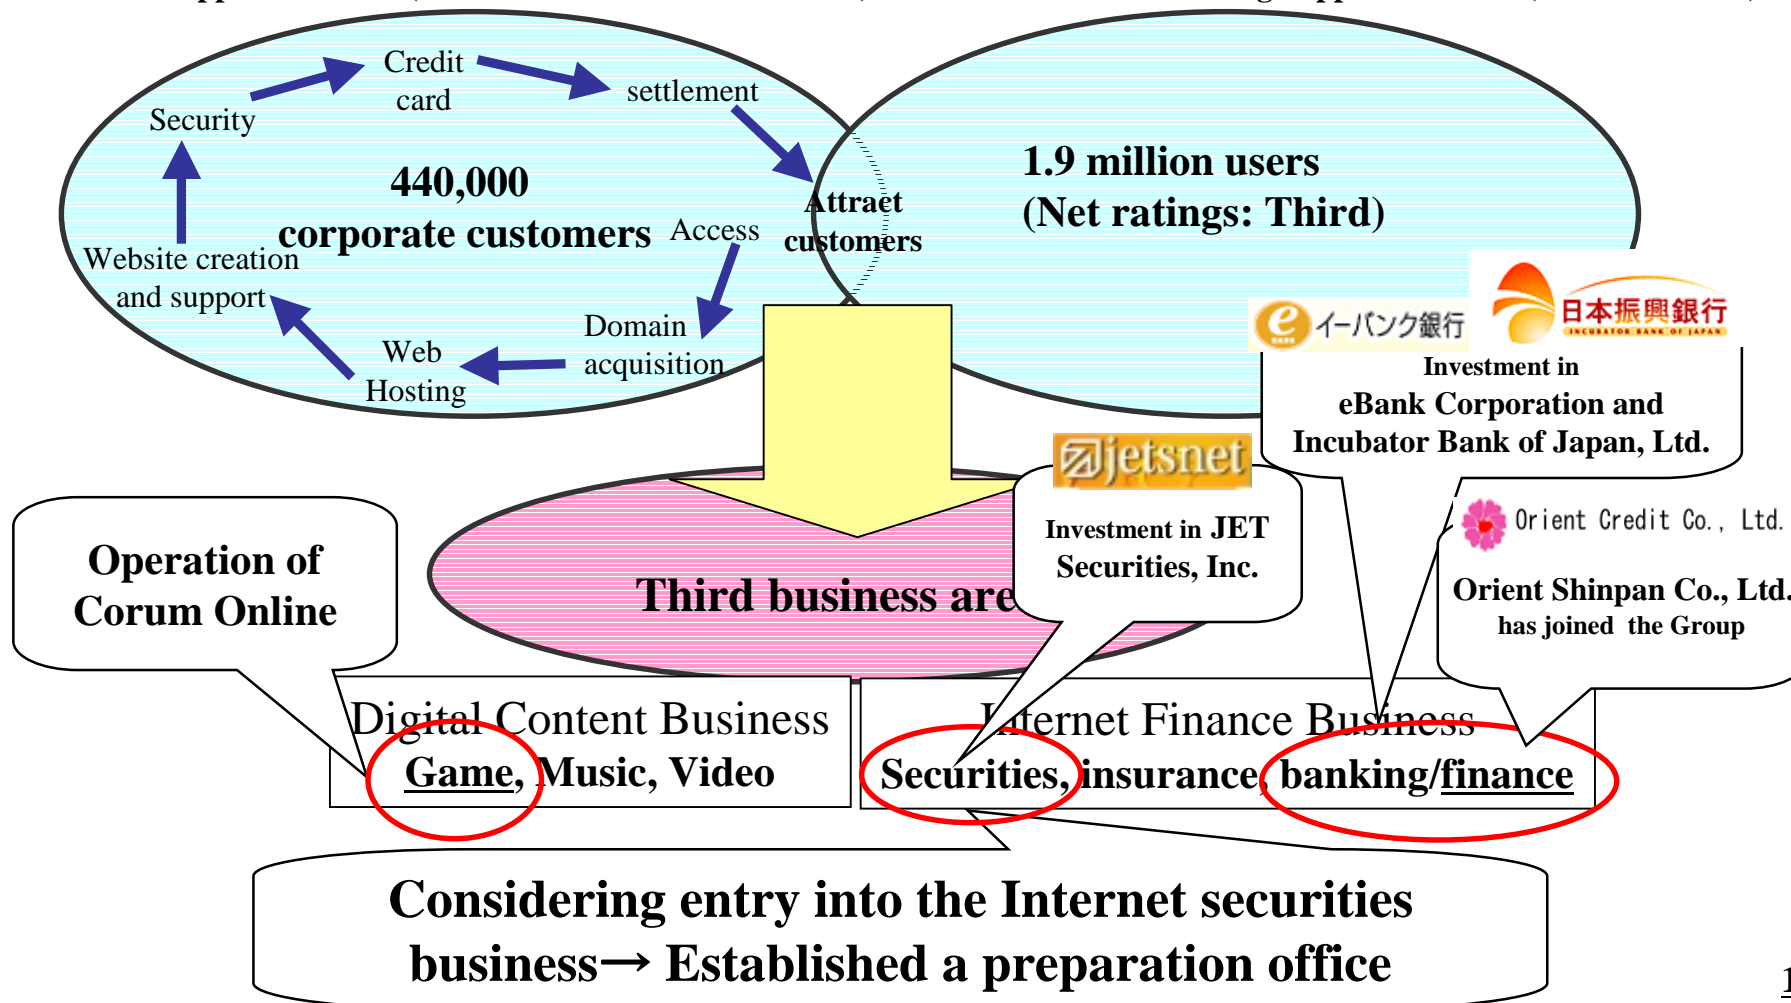 Credit
card
settlement
Security
440,000
corporate customers
Access
Attract
customers
Website creation
and support
Domain
acquisition
Web
Hosting
1.9 million users
(Net ratings: Third)
イーバンク銀行
日本振興銀行
INCUBATOR BANK OF JAPAN
Investment in
eBank Corporation and
Incubator Bank of Japan, Ltd.
jetsnet
Investment in JET
Securities, Inc.
Orient Credit Co., Ltd.
Orient Shinpan Co., Ltd.
has joined the Group
Operation of
Corum Online
Third business are
Digital Content Business
Game, Music, Video
Internet Finance Business
Securities, insurance, banking/finance
Considering entry into the Internet securities
business→ Established a preparation office
1